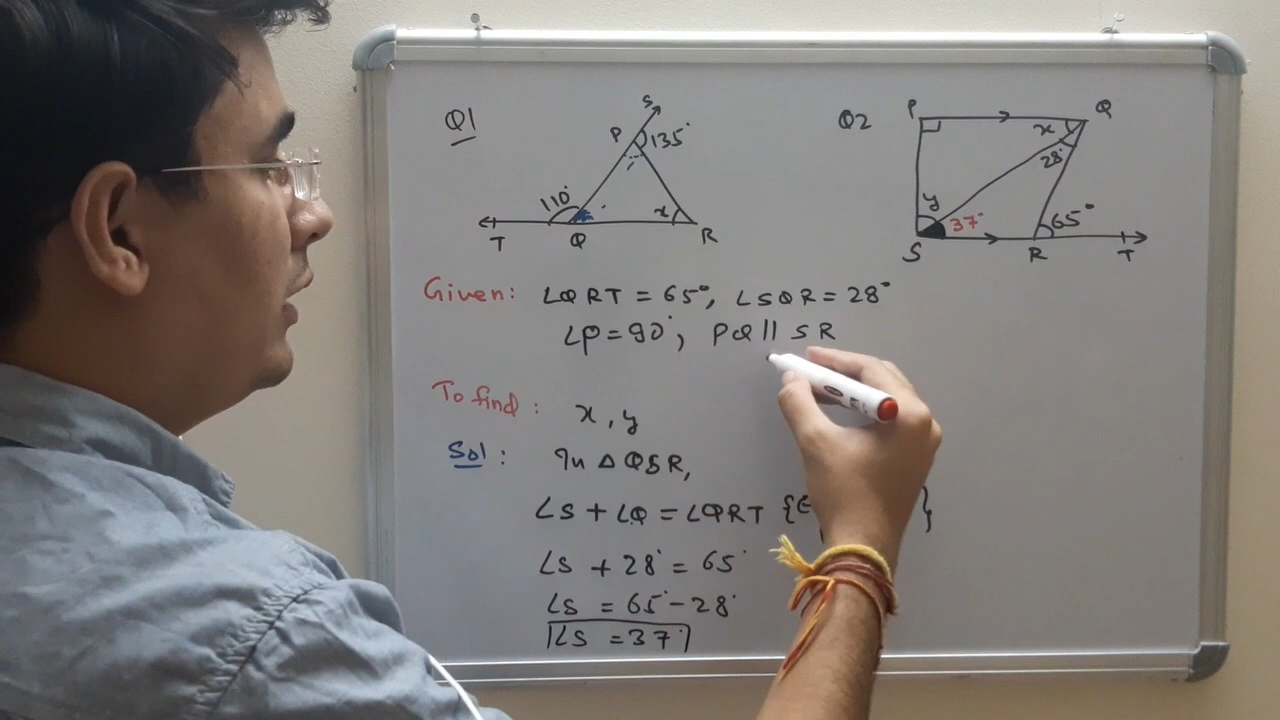 Q1
S
P 135°
110°
x
T Q R
Q2
P Q
x
28°
y
37°
65°
S R T
Given: ∠QRT = 65°, ∠SQR = 28°
∠P = 90°, PQ || SR
To find: x, y
Sol: In △ QSR,
∠S + ∠Q = ∠QRT { }
∠S + 28° = 65°
∠S = 65° - 28°
∠S = 37°